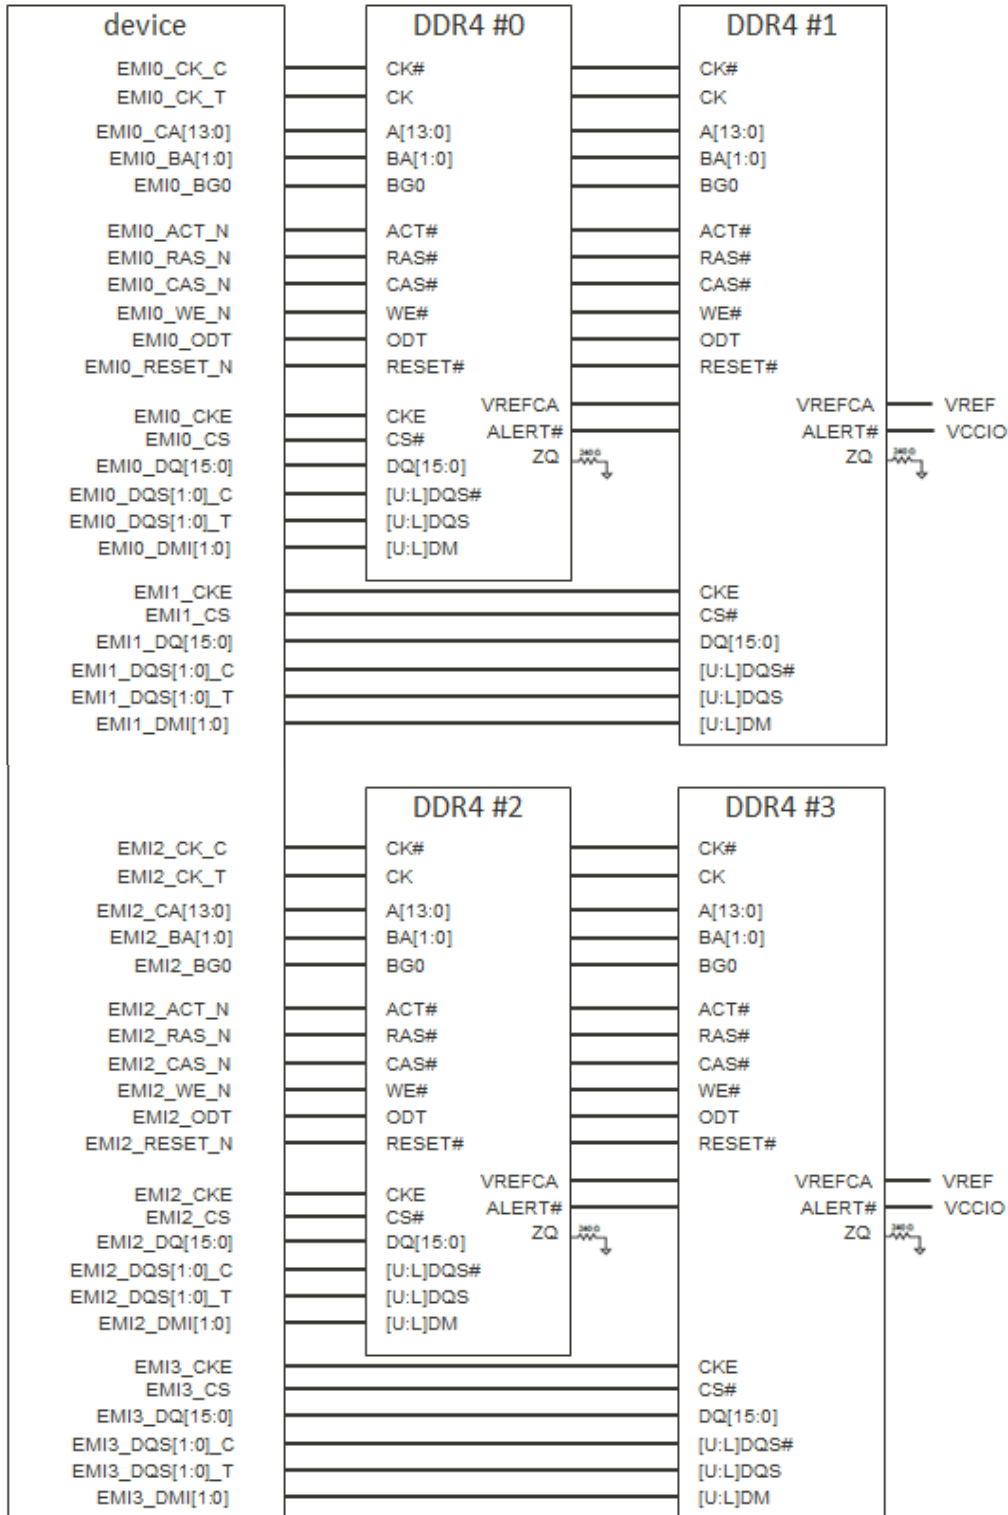 device DDR4 #0 DDR4 #1
EMI0_CK_C CK# CK#
EMI0_CK_T CK CK
EMI0_CA[13:0] A[13:0] A[13:0]
EMI0_BA[1:0] BA[1:0] BA[1:0]
EMI0_BG0 BG0 BG0
EMI0_ACT_N ACT# ACT#
EMI0_RAS_N RAS# RAS#
EMI0_CAS_N CAS# CAS#
EMI0_WE_N WE# WE#
EMI0_ODT ODT ODT
EMI0_RESET_N RESET# RESET#
VREFCA VREFCA VREF
EMI0_CKE CKE
ALERT# ALERT# VCCIO
EMI0_CS CS#
ZQ 240 Ω ZQ 240 Ω
EMI0_DQ[15:0] DQ[15:0]
EMI0_DQS[1:0]_C [U:L]DQS#
EMI0_DQS[1:0]_T [U:L]DQS
EMI0_DMI[1:0] [U:L]DM
EMI1_CKE CKE
EMI1_CS CS#
EMI1_DQ[15:0] DQ[15:0]
EMI1_DQS[1:0]_C [U:L]DQS#
EMI1_DQS[1:0]_T [U:L]DQS
EMI1_DMI[1:0] [U:L]DM
DDR4 #2 DDR4 #3
EMI2_CK_C CK# CK#
EMI2_CK_T CK CK
EMI2_CA[13:0] A[13:0] A[13:0]
EMI2_BA[1:0] BA[1:0] BA[1:0]
EMI2_BG0 BG0 BG0
EMI2_ACT_N ACT# ACT#
EMI2_RAS_N RAS# RAS#
EMI2_CAS_N CAS# CAS#
EMI2_WE_N WE# WE#
EMI2_ODT ODT ODT
EMI2_RESET_N RESET# RESET#
VREFCA VREFCA VREF
EMI2_CKE CKE
ALERT# ALERT# VCCIO
EMI2_CS CS#
ZQ 240 Ω ZQ 240 Ω
EMI2_DQ[15:0] DQ[15:0]
EMI2_DQS[1:0]_C [U:L]DQS#
EMI2_DQS[1:0]_T [U:L]DQS
EMI2_DMI[1:0] [U:L]DM
EMI3_CKE CKE
EMI3_CS CS#
EMI3_DQ[15:0] DQ[15:0]
EMI3_DQS[1:0]_C [U:L]DQS#
EMI3_DQS[1:0]_T [U:L]DQS
EMI3_DMI[1:0] [U:L]DM